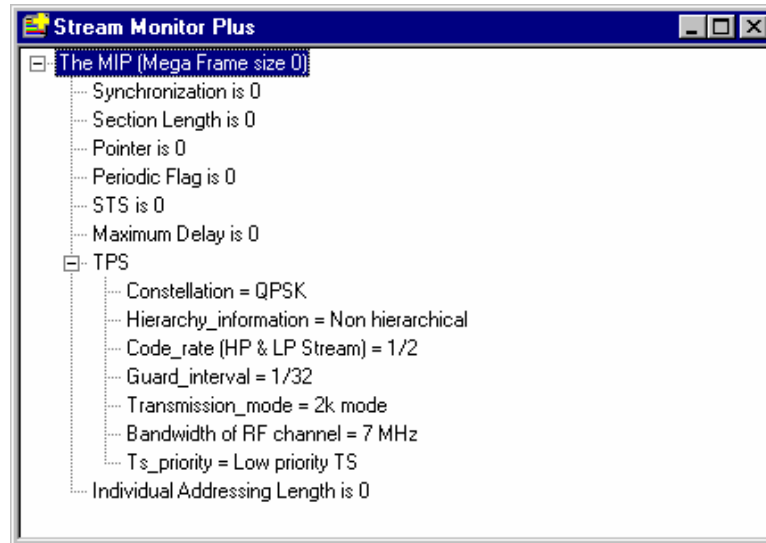 Stream Monitor Plus
The MIP (Mega Frame size 0)
Synchronization is 0
Section Length is 0
Pointer is 0
Periodic Flag is 0
STS is 0
Maximum Delay is 0
TPS
Constellation = QPSK
Hierarchy_information = Non hierarchical
Code_rate (HP & LP Stream) = 1/2
Guard_interval = 1/32
Transmission_mode = 2k mode
Bandwidth of RF channel = 7 MHz
Ts_priority = Low priority TS
Individual Addressing Length is 0